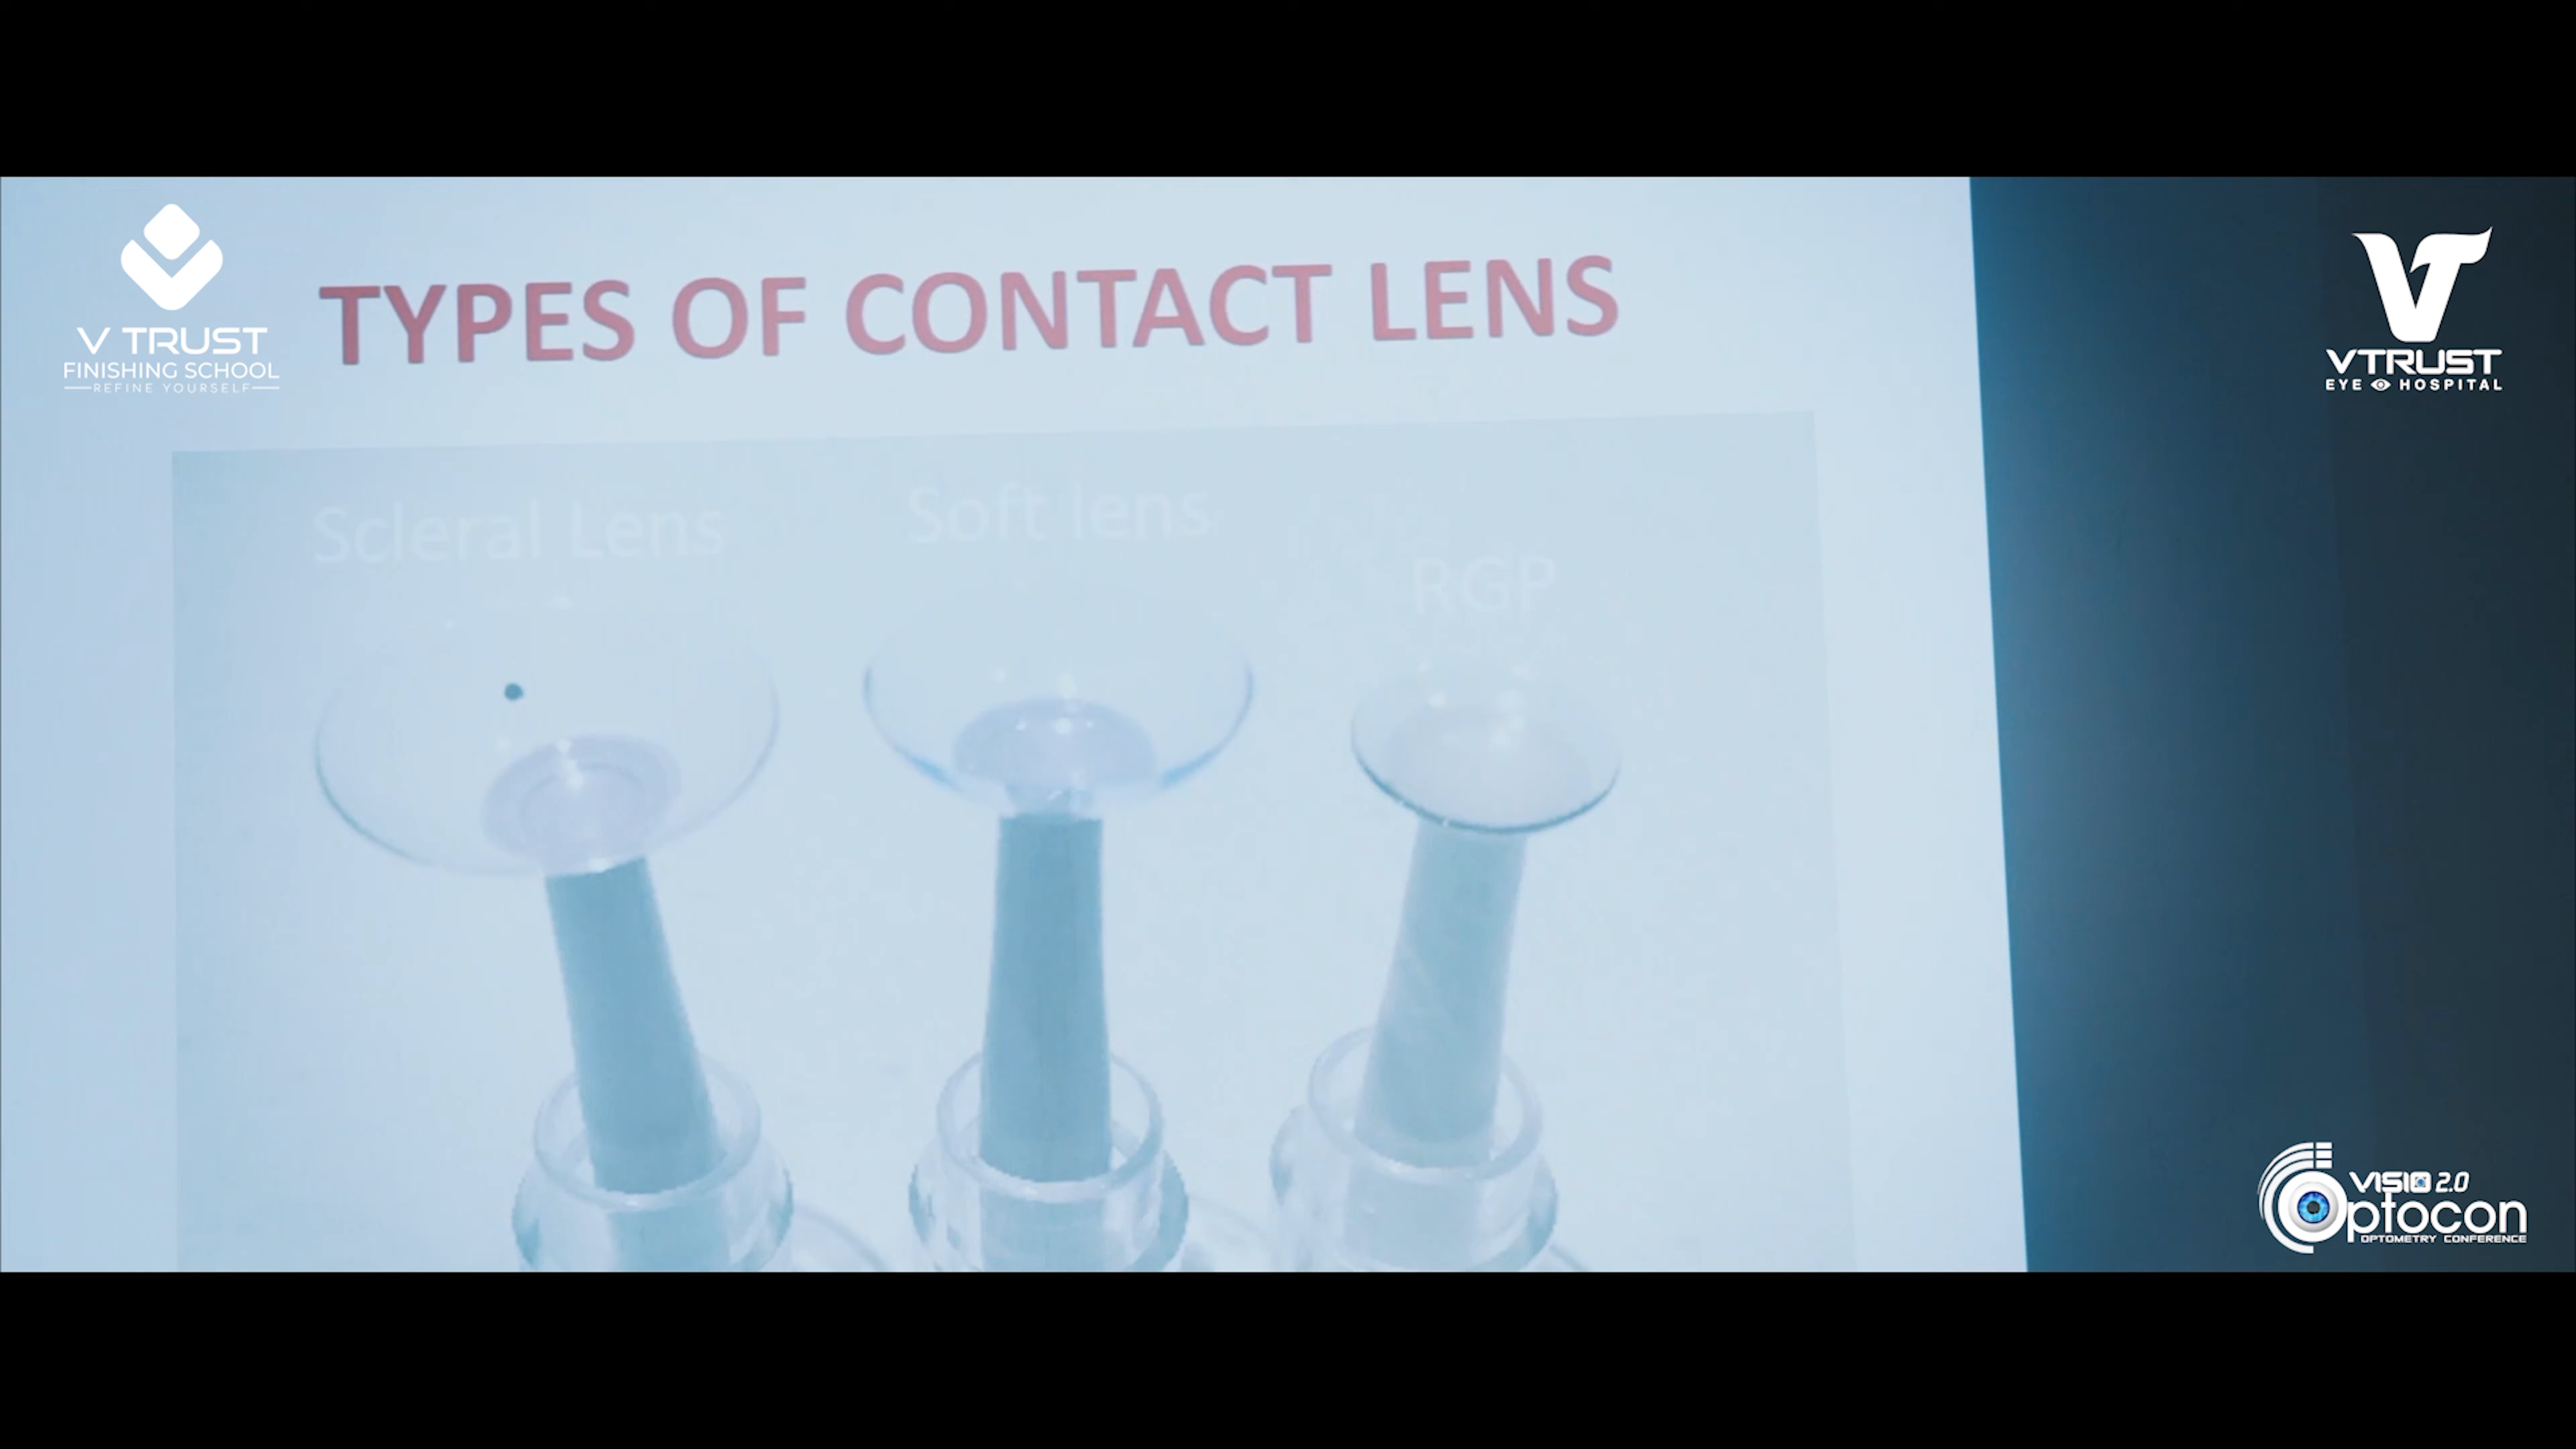 V TRUST
FINISHING SCHOOL
REFINE YOURSELF
TYPES OF CONTACT LENS
VTRUST
EYE HOSPITAL
Scleral Lens
Soft lens
RGP
VISIO 2.0
Optocon
OPTOMETRY CONFERENCE